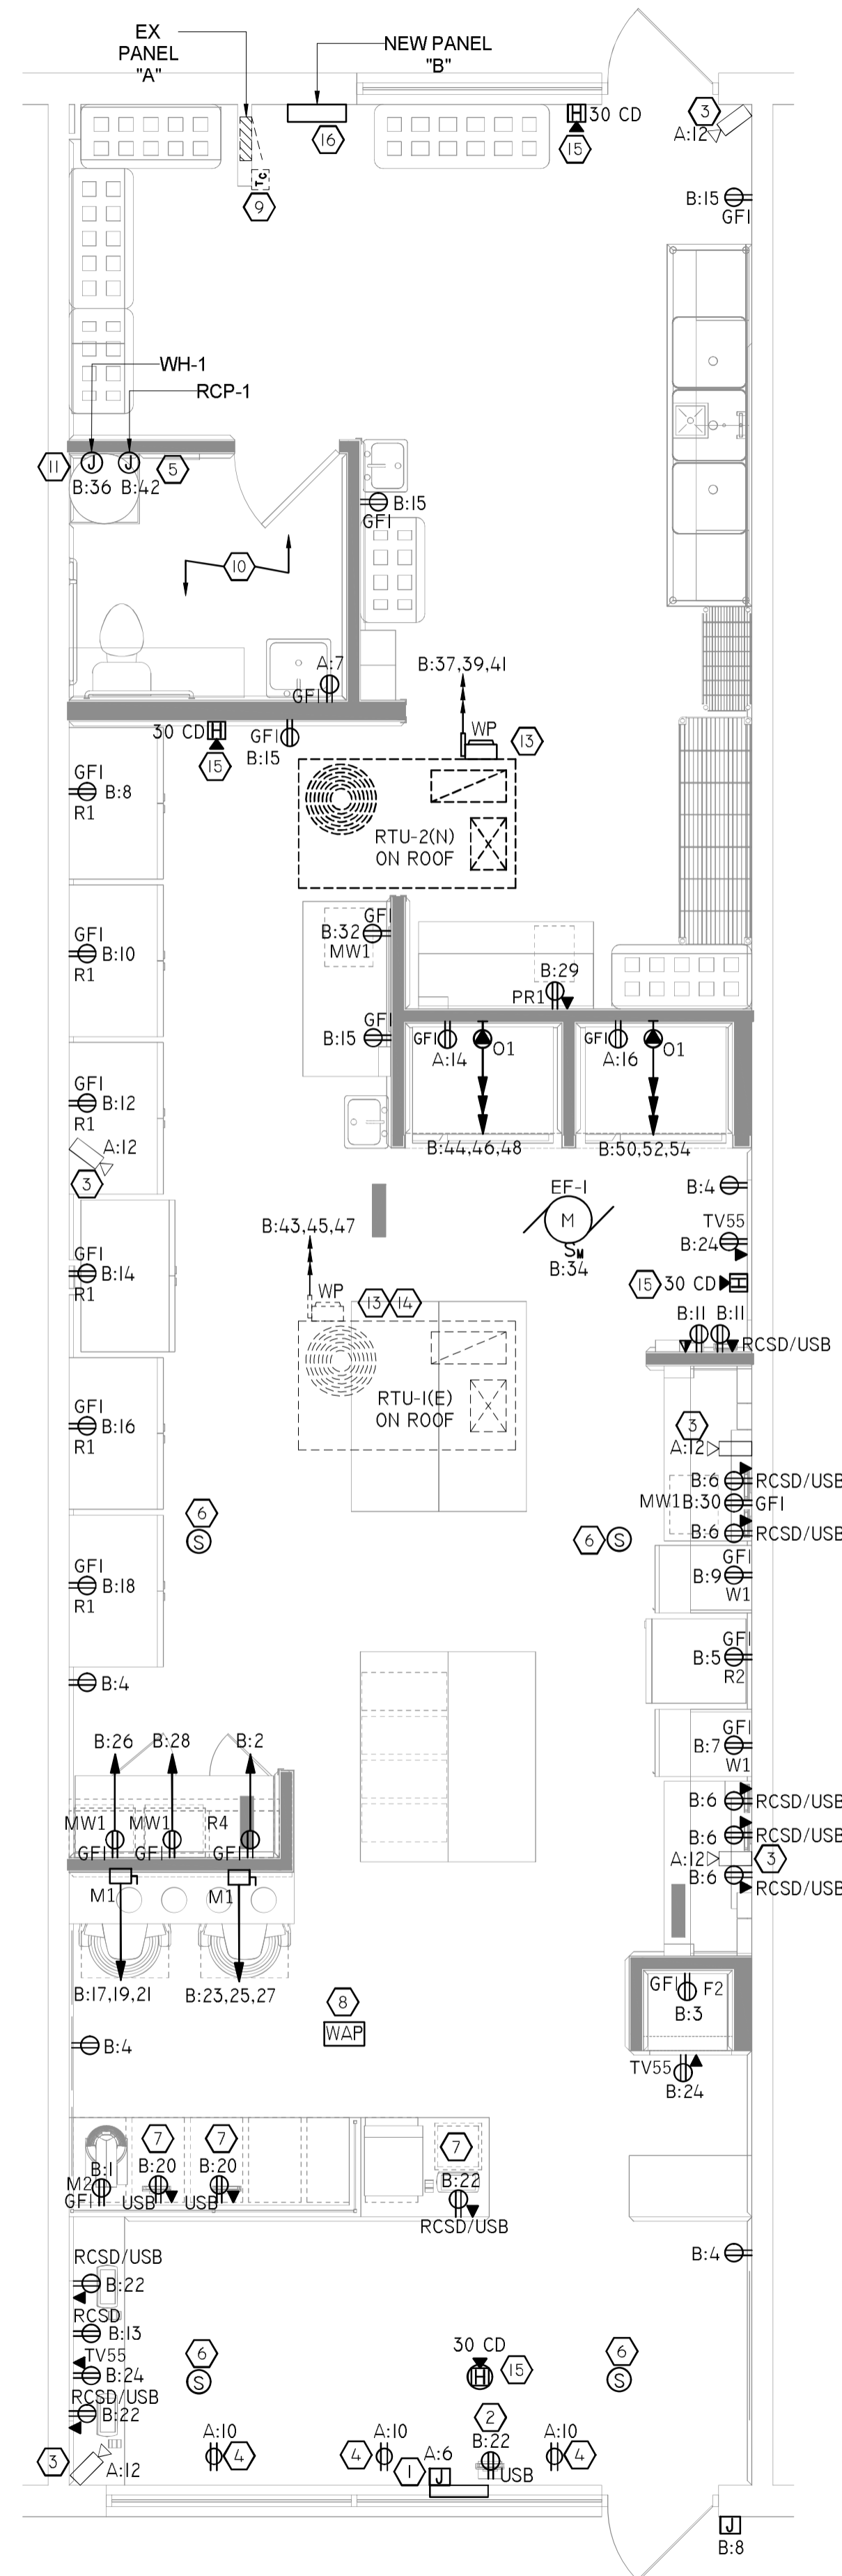 EX
PANEL
"A"
NEW PANEL
"B"
16
30 CD
15
3
A:12
Tc
9
B:15
GFI
WH-1
RCP-1
11
J
J
5
B:36
B:42
B:15
GFI
10
A:7
GFI
B:37,39,41
WP
13
30 CD
15
GFI
B:15
GFI
B:8
R1
RTU-2(N)
ON ROOF
GFI
B:32
MW1
GFI
B:10
R1
B:29
PR1
GFI
B:15
GFI
A:14
O1
GFI
A:16
O1
GFI
B:12
R1
A:12
3
B:44,46,48
B:50,52,54
B:4
EF-1
M
SM
B:34
TV55
B:24
B:43,45,47
WP
13
14
15
30 CD
GFI
B:14
R1
B:11
B:11
RCSD/USB
RTU-1(E)
ON ROOF
GFI
B:16
R1
3
A:12
B:6
RCSD/USB
MW1
B:30
GFI
B:6
RCSD/USB
6
S
6
S
GFI
B:9
W1
GFI
B:18
R1
GFI
B:5
R2
B:4
GFI
B:7
W1
B:26
B:28
B:2
MW1
GFI
MW1
GFI
R4
GFI
B:6
RCSD/USB
B:6
RCSD/USB
A:12
3
B:6
RCSD/USB
M1
M1
B:17,19,21
B:23,25,27
8
WAP
GFI
F2
B:3
B:4
TV55
B:24
7
7
7
B:1
M2
GFI
B:20
USB
B:20
USB
B:22
RCSD/USB
B:4
RCSD/USB
B:22
RCSD
B:13
TV55
B:24
RCSD/USB
B:22
6
S
30 CD
H
15
6
S
3
A:12
A:10
4
4
A:10
1
A:6
J
2
B:22
USB
A:10
4
J
B:8